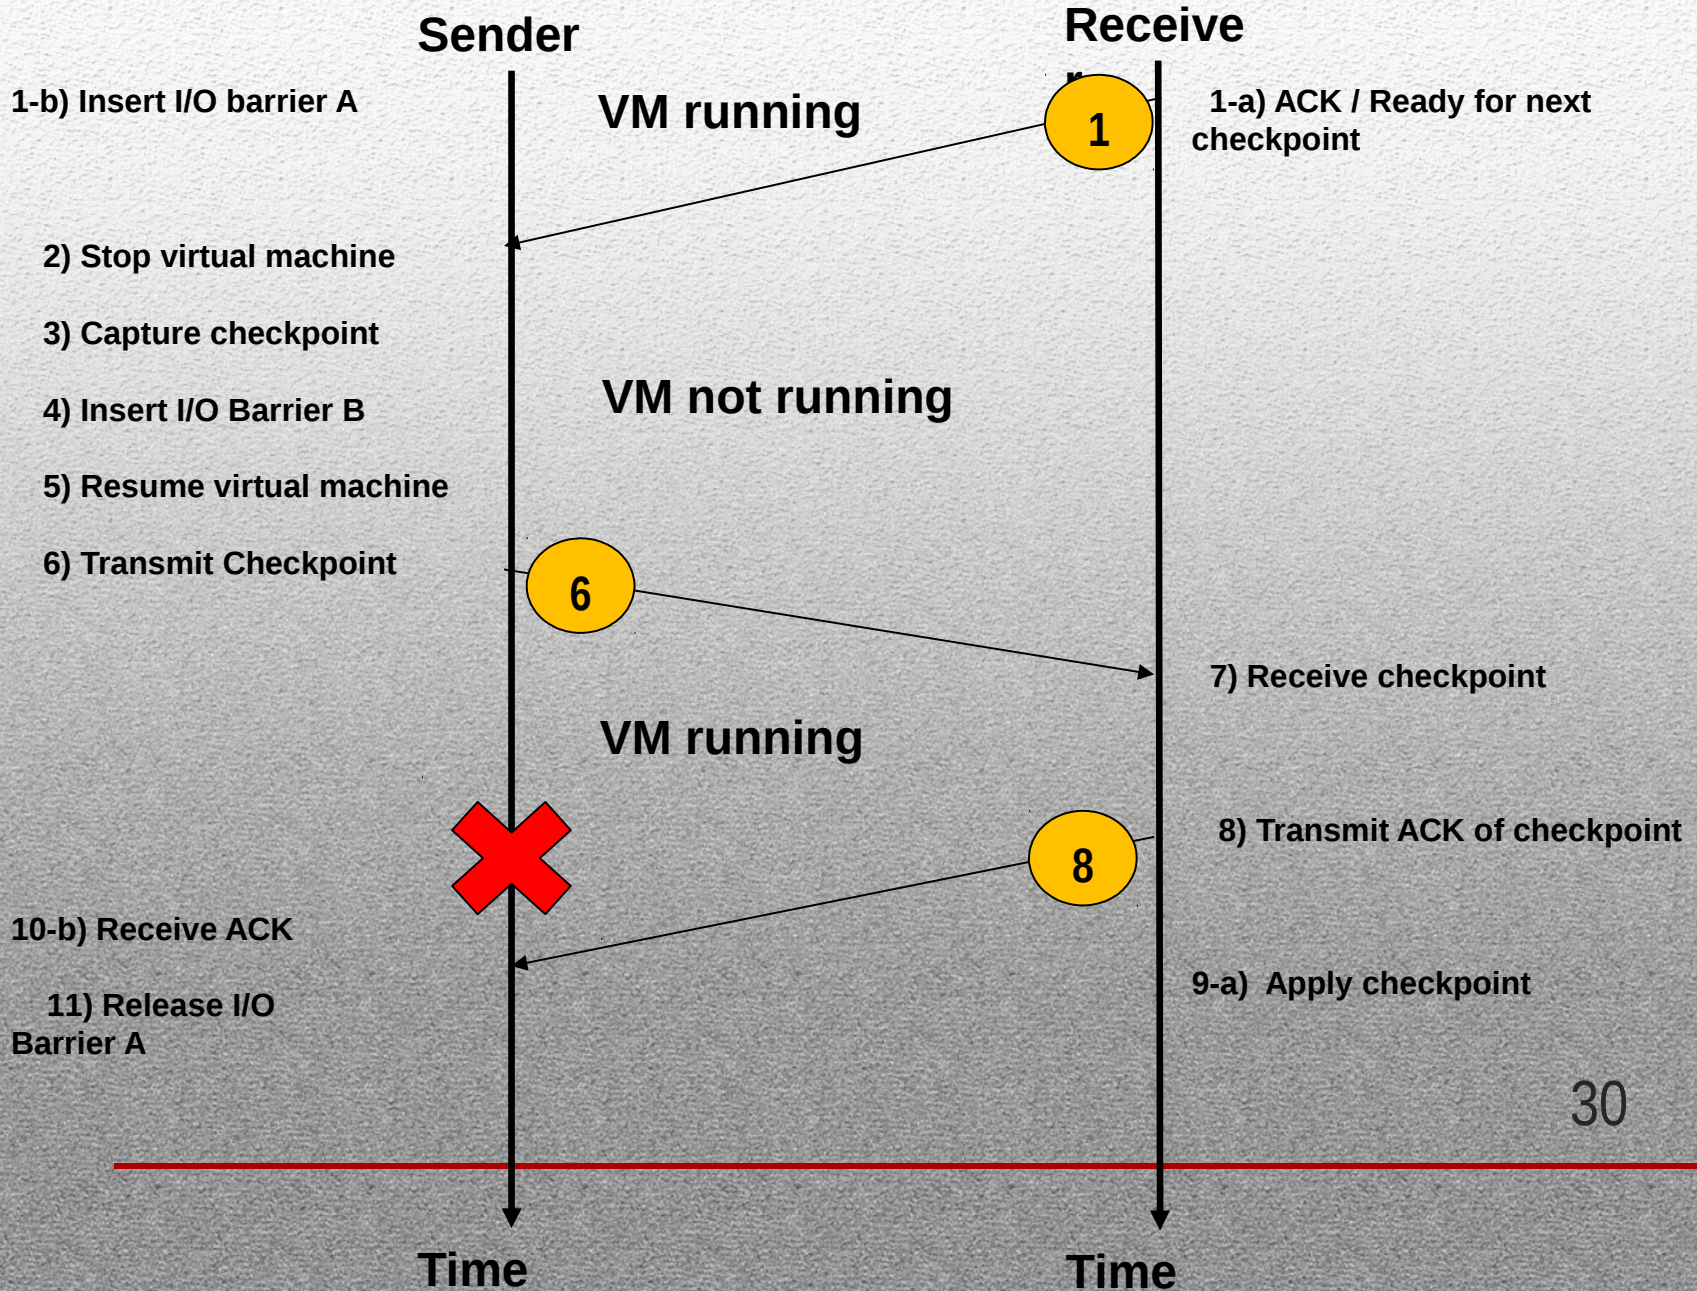 Sender
Receive
r
1-b) Insert I/O barrier A
VM running
1
1-a) ACK / Ready for next
checkpoint
2) Stop virtual machine
3) Capture checkpoint
VM not running
4) Insert I/O Barrier B
5) Resume virtual machine
6) Transmit Checkpoint
6
7) Receive checkpoint
VM running
8) Transmit ACK of checkpoint
8
10-b) Receive ACK
9-a) Apply checkpoint
11) Release I/O
Barrier A
30
Time
Time